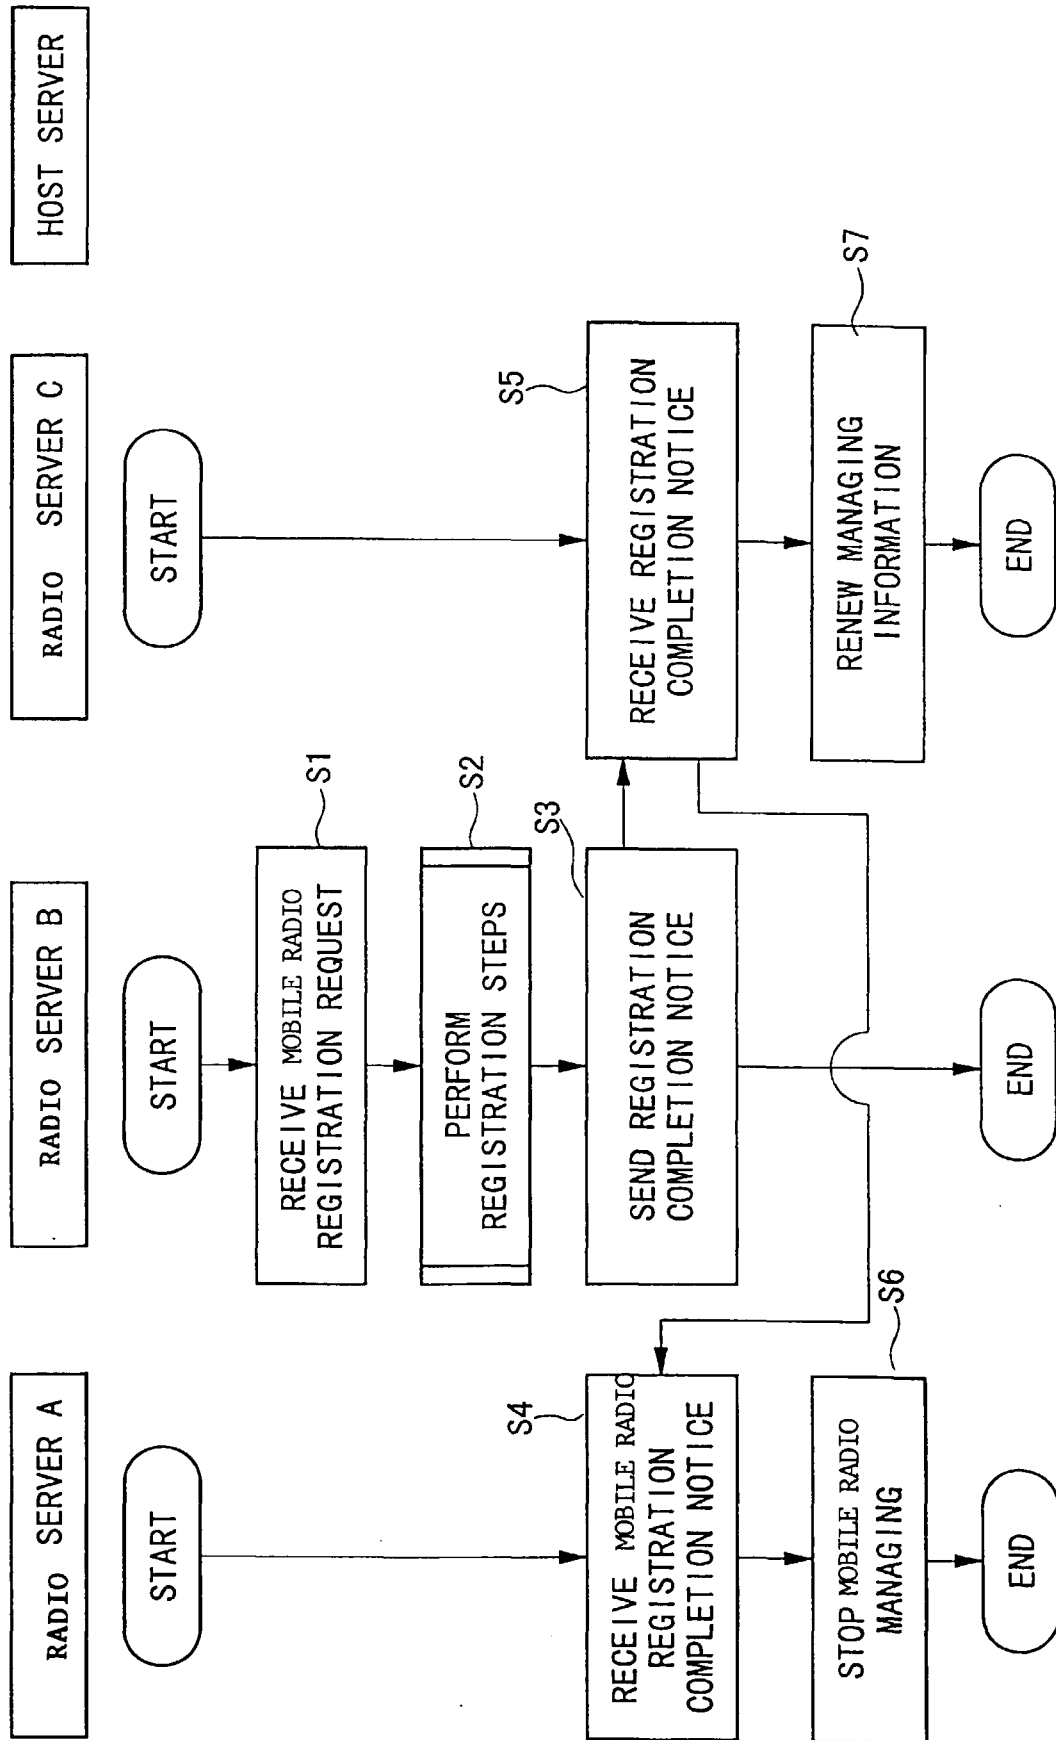 RADIO SERVER A
RADIO SERVER B
RADIO SERVER C
HOST SERVER
START
START
START
RECEIVE MOBILE RADIO
REGISTRATION REQUEST
S1
PERFORM
REGISTRATION STEPS
S2
SEND REGISTRATION
COMPLETION NOTICE
S3
RECEIVE MOBILE RADIO
REGISTRATION
COMPLETION NOTICE
S4
RECEIVE REGISTRATION
COMPLETION NOTICE
S5
STOP MOBILE RADIO
MANAGING
S6
RENEW MANAGING
INFORMATION
S7
END
END
END